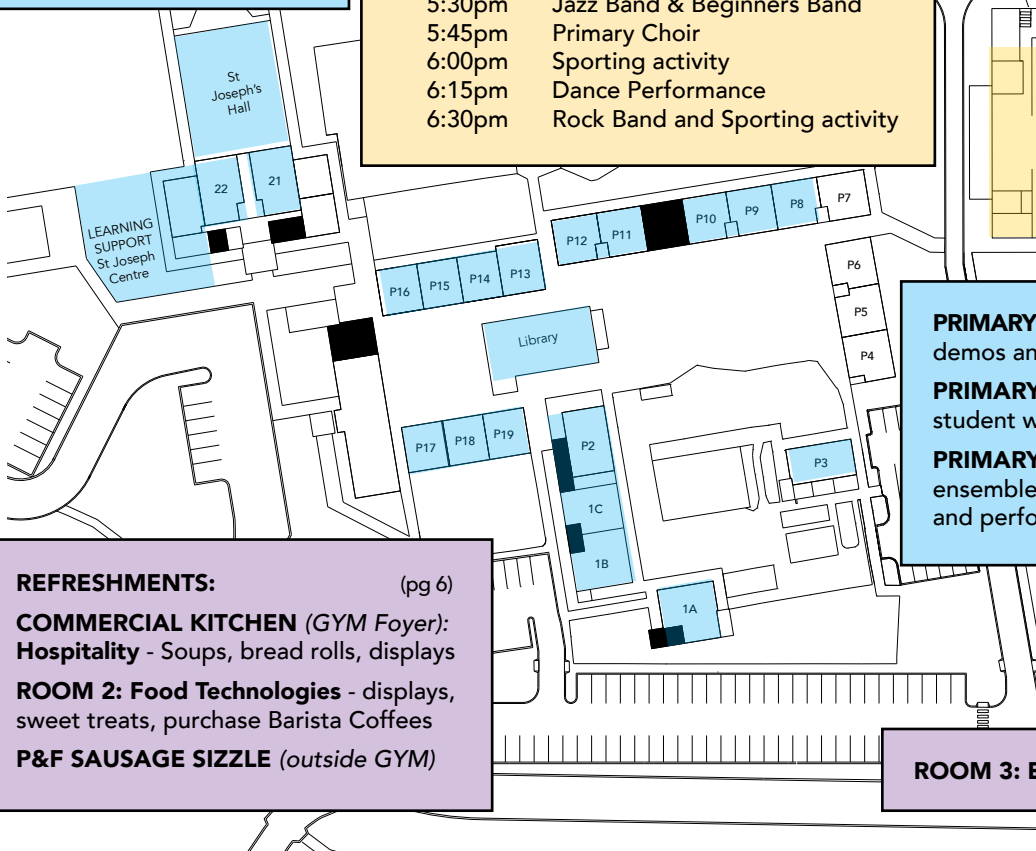 5:30pm Jazz Band & Beginners Band
5:45pm Primary Choir
6:00pm Sporting activity
6:15pm Dance Performance
6:30pm Rock Band and Sporting activity
St
Joseph's
Hall
22
21
LEARNING
SUPPORT
St Joseph
Centre
P12
P11
P10
P9
P8
P7
P16
P15
P14
P13
P6
P5
P4
Library
P17
P18
P19
P2
1C
1B
1A
P3
PRIMARY
demos an
PRIMARY
student w
PRIMARY
ensemble
and perfo
REFRESHMENTS: (pg 6)
COMMERCIAL KITCHEN (GYM Foyer):
Hospitality - Soups, bread rolls, displays
ROOM 2: Food Technologies - displays,
sweet treats, purchase Barista Coffees
P&F SAUSAGE SIZZLE (outside GYM)
ROOM 3: E